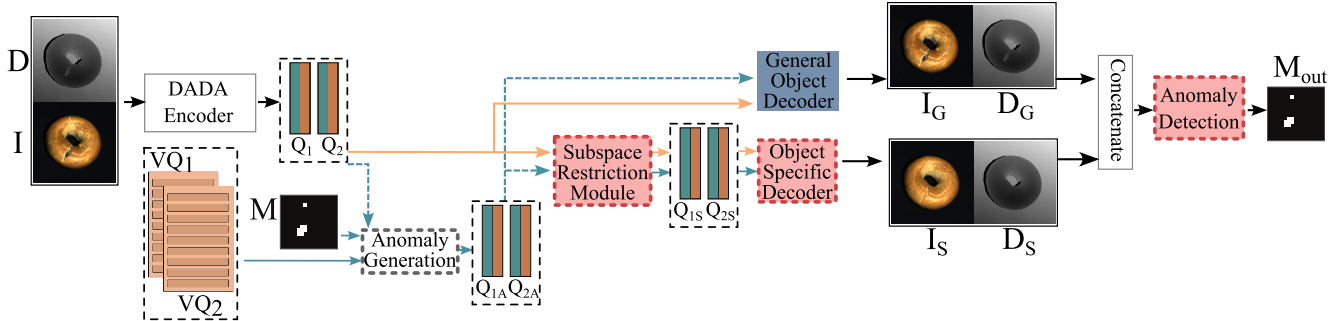 D
I
DADA
Encoder
Q1 Q2
VQ1
VQ2
M
Anomaly
Generation
Q1A Q2A
Subspace
Restriction
Module
Q1S Q2S
General
Object
Decoder
Object
Specific
Decoder
IG DG
IS DS
Concatenate
Anomaly
Detection
Mout